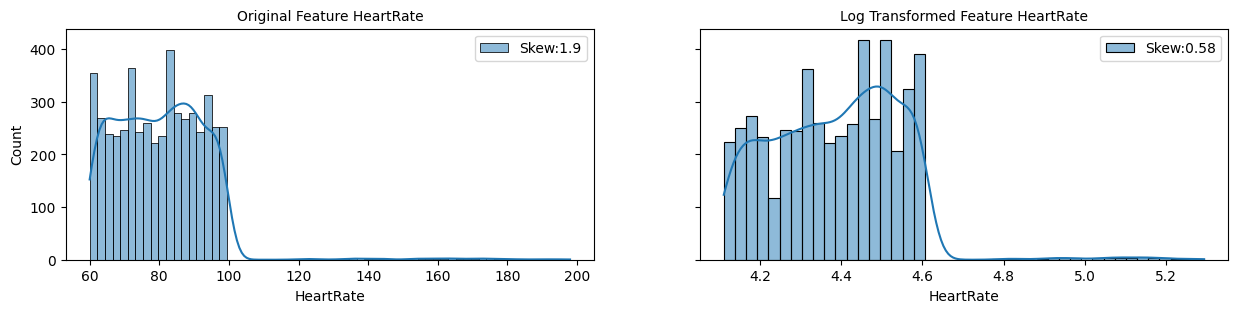 Original Feature HeartRate
Log Transformed Feature HeartRate
Skew:1.9
Skew:0.58
400
300
200
100
0
Count
60 80 100 120 140 160 180 200
4.2 4.4 4.6 4.8 5.0 5.2
HeartRate
HeartRate